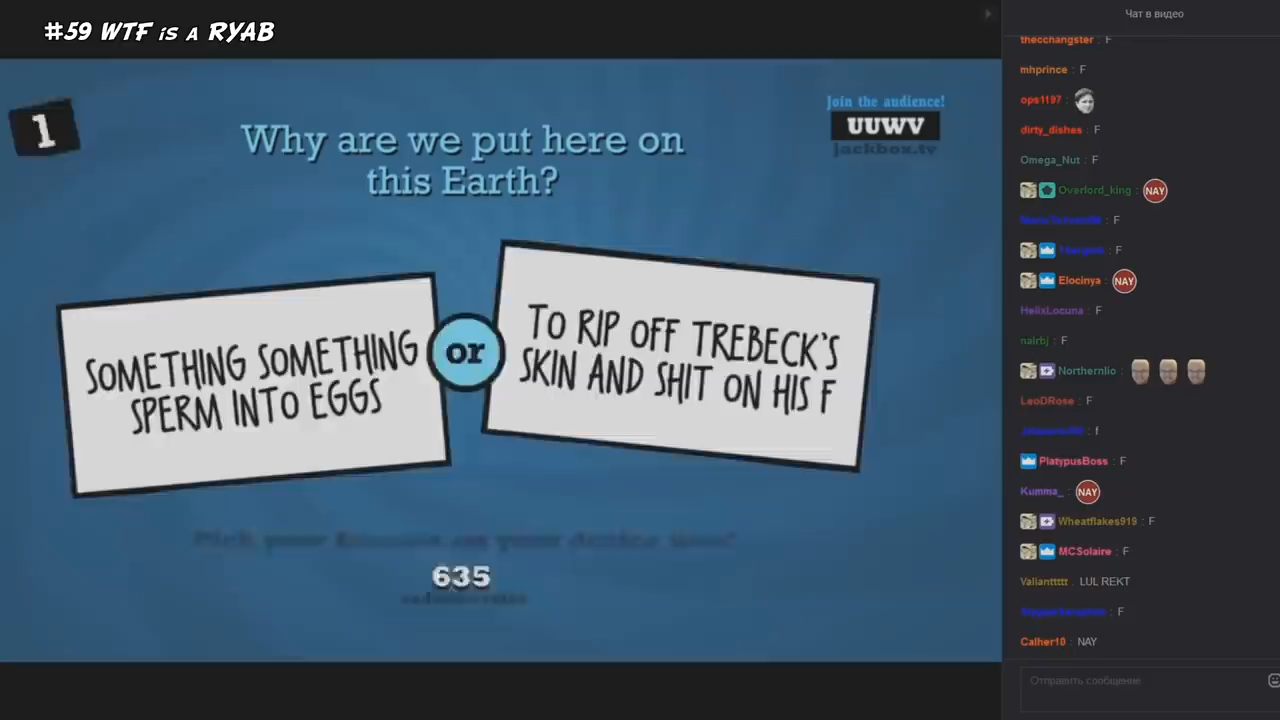 #59 WTF is a RYAB
1
Why are we put here on
this Earth?
Join the audience!
UUWV
jackbox.tv
SOMETHING SOMETHING
SPERM INTO EGGS
or
TO RIP OFF TREBECK'S
SKIN AND SHIT ON HIS F
635
Чат в видео
thecchangster : F
mhprince : F
ops1197 :
dirty_dishes : F
Omega_Nut : F
Overlord_king : NAY
: F
: F
Elocinya : NAY
HelixLocuna : F
nairbj : F
Northernlio :
LeoDRose : F
: f
PlatypusBoss : F
Kumma_ : NAY
Wheatflakes919 : F
MCSolaire : F
Valianttttt : LUL REKT
: F
Calher10 : NAY
Отправить сообщение